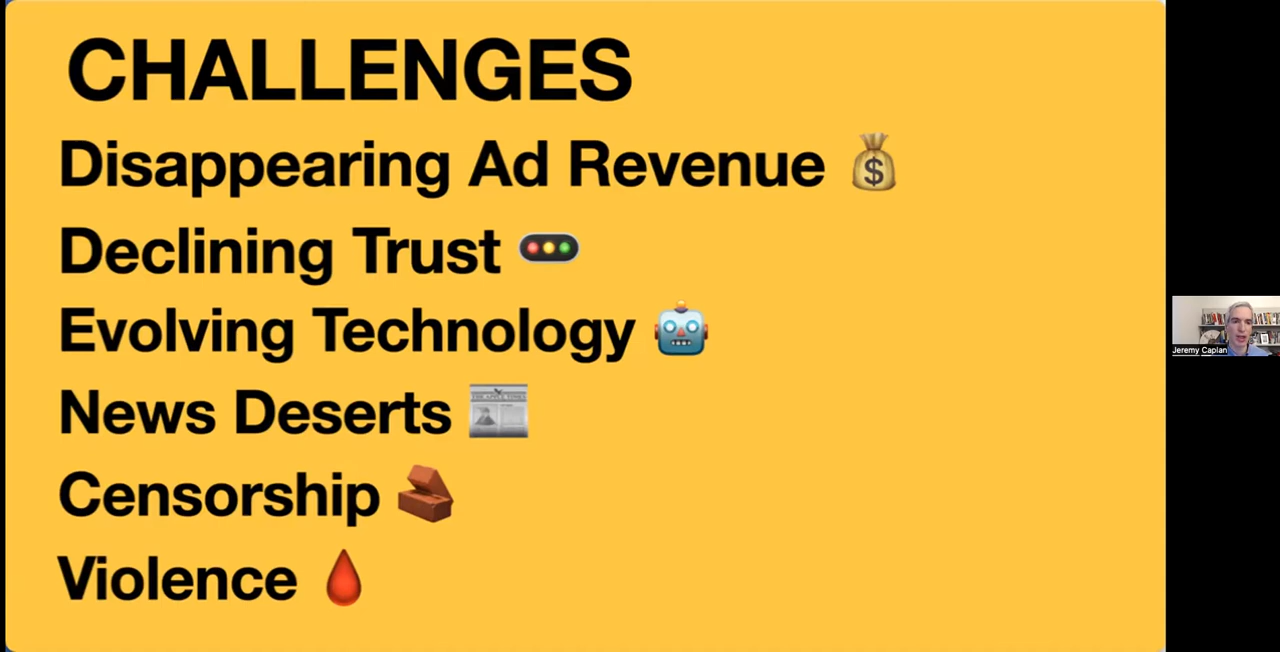 CHALLENGES
Disappearing Ad Revenue 💰
Declining Trust 🚥
Evolving Technology 🤖
News Deserts 📰
Censorship 🧱
Violence 🩸
Jeremy Caplan